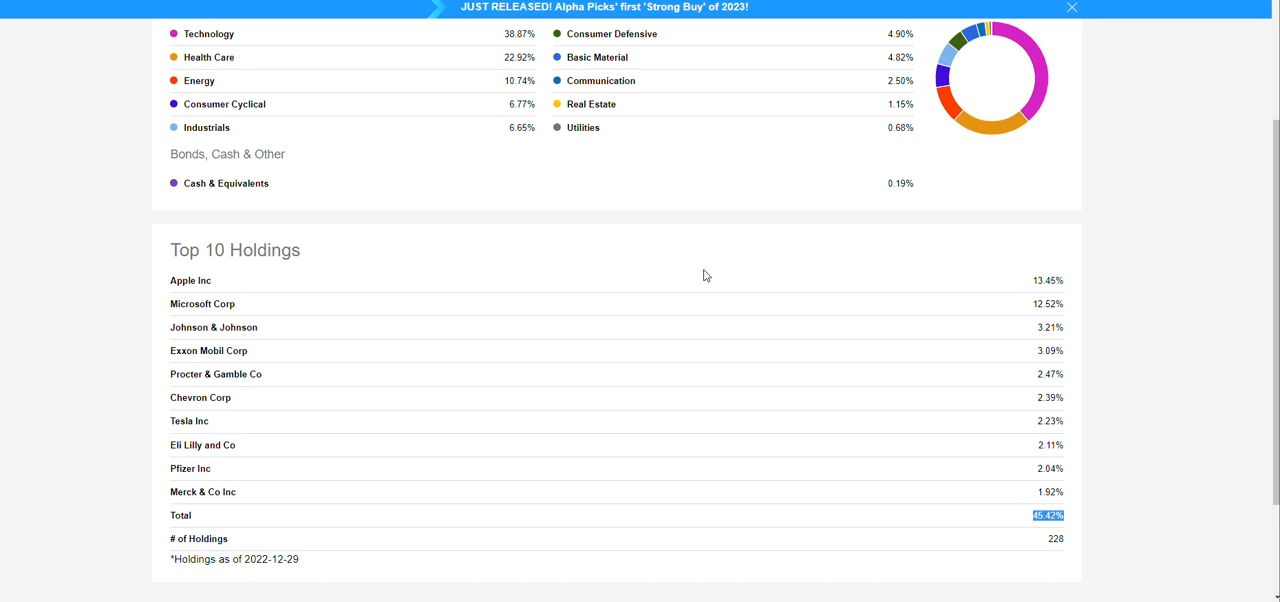 JUST RELEASED! Alpha Picks' first 'Strong Buy' of 2023!
Technology 38.87% Consumer Defensive 4.90%
Health Care 22.92% Basic Material 4.82%
Energy 10.74% Communication 2.50%
Consumer Cyclical 6.77% Real Estate 1.15%
Industrials 6.65% Utilities 0.68%
Bonds, Cash & Other
Cash & Equivalents 0.19%
Top 10 Holdings
Apple Inc 13.45%
Microsoft Corp 12.52%
Johnson & Johnson 3.21%
Exxon Mobil Corp 3.09%
Procter & Gamble Co 2.47%
Chevron Corp 2.39%
Tesla Inc 2.23%
Eli Lilly and Co 2.11%
Pfizer Inc 2.04%
Merck & Co Inc 1.92%
Total 45.42%
# of Holdings 228
*Holdings as of 2022-12-29